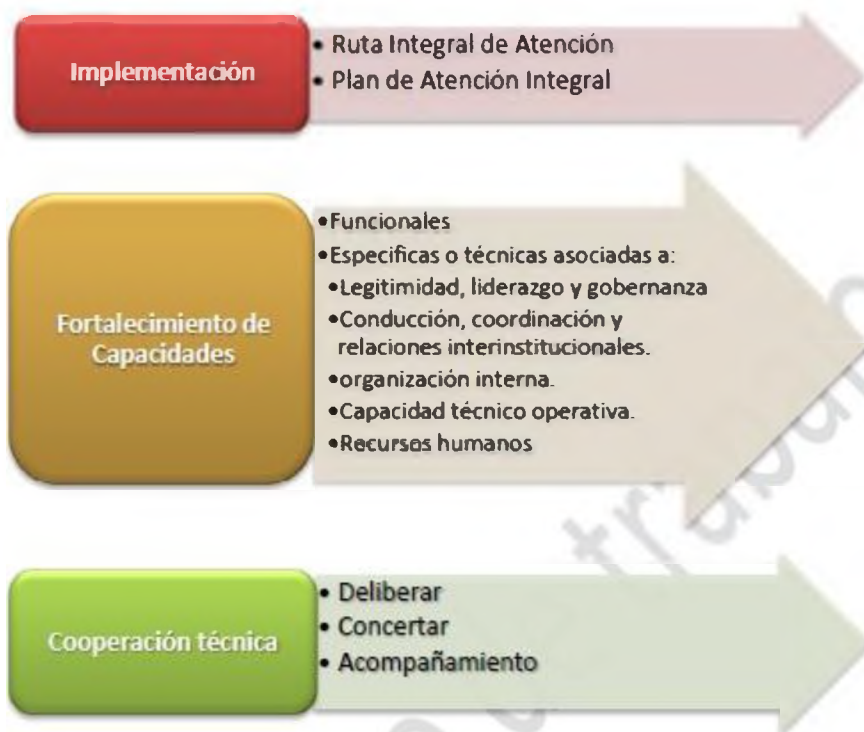 Implementación
• Ruta Integral de Atención
• Plan de Atención Integral
Fortalecimiento de
Capacidades
•Funcionales
•Especificas o técnicas asociadas a:
•Legitimidad, liderazgo y gobernanza
•Conducción, coordinación y
relaciones interinstitucionales.
•organización interna.
•Capacidad técnico operativa.
•Recursos humanos
Cooperación técnica
• Deliberar
• Concertar
• Acompañamiento